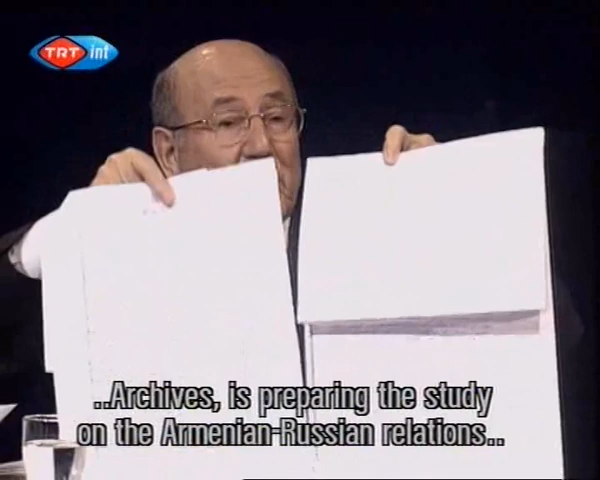 TRT int
..Archives, is preparing the study
on the Armenian-Russian relations..